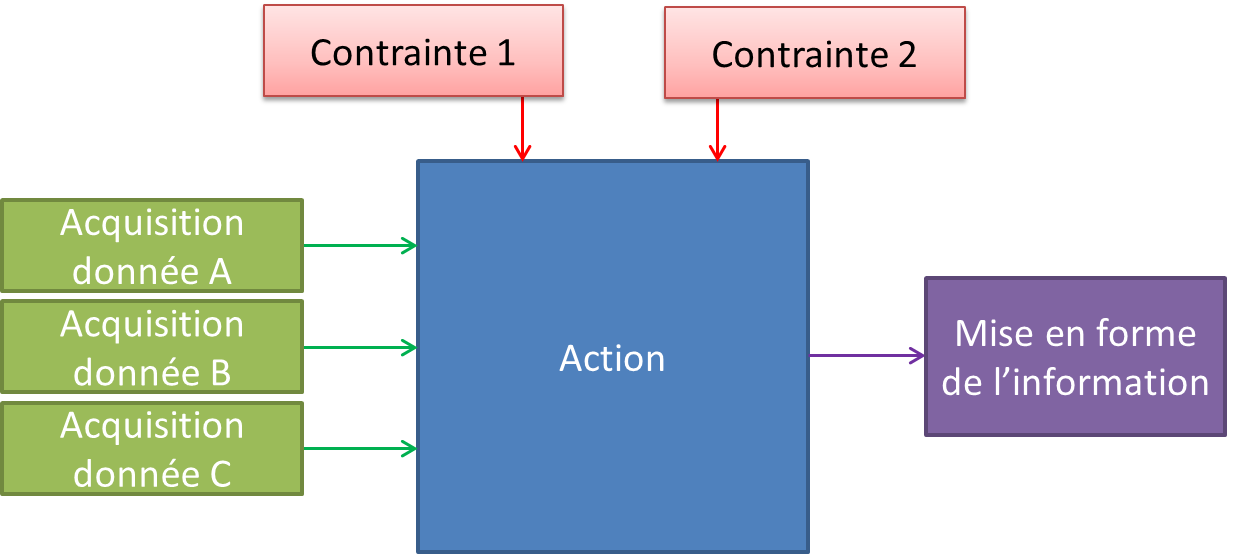 Contrainte 1
Contrainte 2
Acquisition
donnée A
Acquisition
donnée B
Acquisition
donnée C
Action
Mise en forme
de l’information